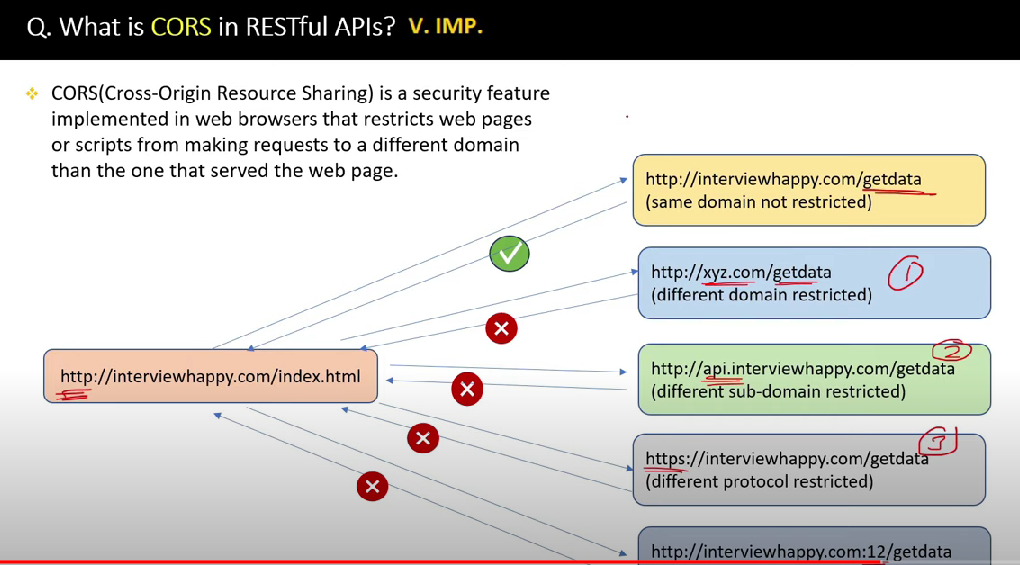 Q. What is CORS in RESTful APIs? V. IMP.
CORS(Cross-Origin Resource Sharing) is a security feature
implemented in web browsers that restricts web pages
or scripts from making requests to a different domain
than the one that served the web page.
http://interviewhappy.com/getdata
(same domain not restricted)
http://xyz.com/getdata
(different domain restricted)
1
http://interviewhappy.com/index.html
2
http://api.interviewhappy.com/getdata
(different sub-domain restricted)
3
https://interviewhappy.com/getdata
(different protocol restricted)
http://interviewhappy.com:12/getdata